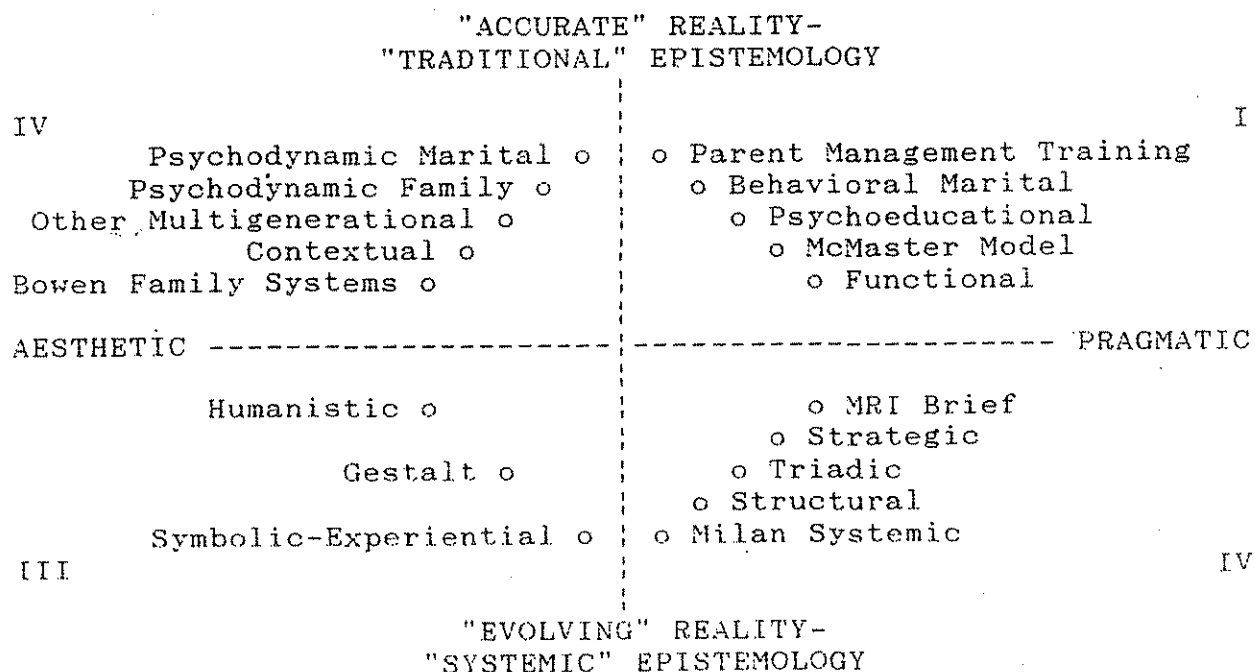 "ACCURATE" REALITY-
"TRADITIONAL" EPISTEMOLOGY
IV I
Psychodynamic Marital o o Parent Management Training
Psychodynamic Family o o Behavioral Marital
Other Multigenerational o o Psychoeducational
Contextual o o McMaster Model
Bowen Family Systems o o Functional
AESTHETIC PRAGMATIC
Humanistic o o MRI Brief
o Strategic
Gestalt o o Triadic
o Structural
Symbolic-Experiential o o Milan Systemic
III IV
"EVOLVING" REALITY-
"SYSTEMIC" EPISTEMOLOGY